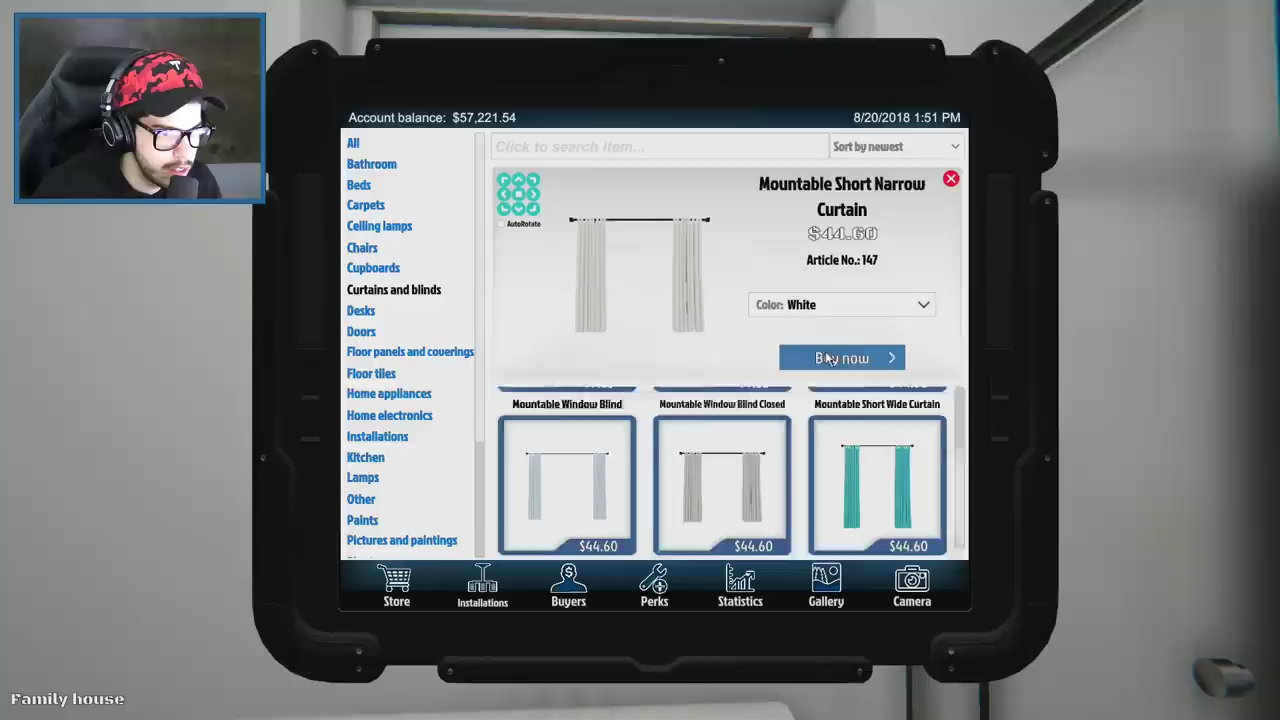 Account balance: $57,221.54
8/20/2018 1:51 PM
All
Bathroom
Beds
Carpets
Ceiling lamps
Chairs
Cupboards
Curtains and blinds
Desks
Doors
Floor panels and coverings
Floor tiles
Home appliances
Home electronics
Installations
Kitchen
Lamps
Other
Paints
Pictures and paintings
Click to search item...
Sort by newest
AutoRotate
Mountable Short Narrow
Curtain
$44.60
Article No.: 147
Color: White
Buy now
Mountable Window Blind
Mountable Window Blind Closed
Mountable Short Wide Curtain
$44.60
$44.60
$44.60
Store
Installations
Buyers
Perks
Statistics
Gallery
Camera
Family house